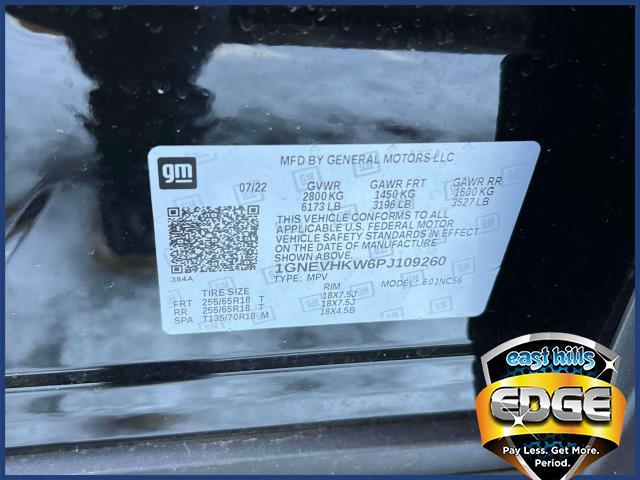 gm
MFD BY GENERAL MOTORS LLC
07/22 GVWR GAWR FRT GAWR RR
2800 KG 1450 KG 1600 KG
6173 LB 3196 LB 3527 LB
THIS VEHICLE CONFORMS TO ALL
APPLICABLE U.S. FEDERAL MOTOR
VEHICLE SAFETY STANDARDS IN EFFECT
ON THE DATE OF MANUFACTURE
SHOWN ABOVE.
1GNEVHKW6PJ109260
384A
TYPE: MPV MODEL: 601NC56
TIRE SIZE RIM
FRT 255/65R18 T 18X7.5J
RR 255/65R18 T 18X7.5J
SPA T135/70R18 M 18X4.5B
east hills
EDGE
Pay Less. Get More.
Period.